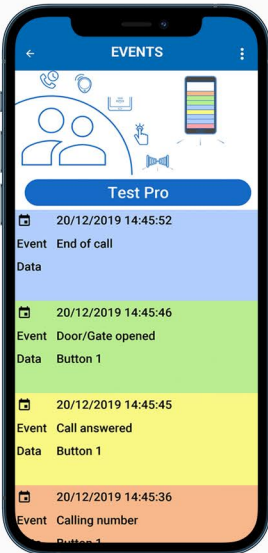 EVENTS
Test Pro
20/12/2019 14:45:52
Event End of call
Data
20/12/2019 14:45:46
Event Door/Gate opened
Data Button 1
20/12/2019 14:45:45
Event Call answered
Data Button 1
20/12/2019 14:45:36
Event Calling number
Button 1